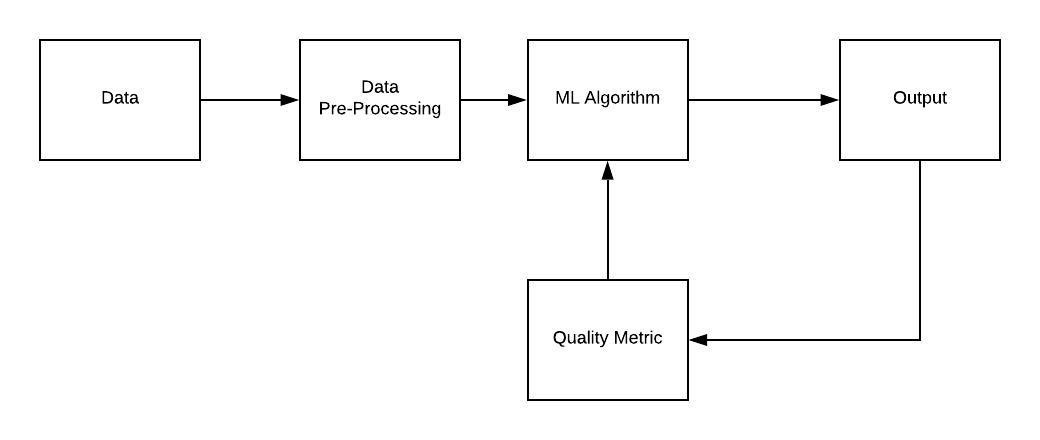 Data
Data
Pre-Processing
ML Algorithm
Output
Quality Metric